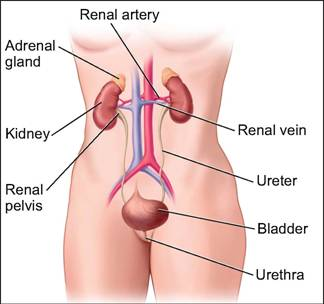 Renal artery
Adrenal
gland
Kidney
Renal vein
Renal
pelvis
Ureter
Bladder
Urethra